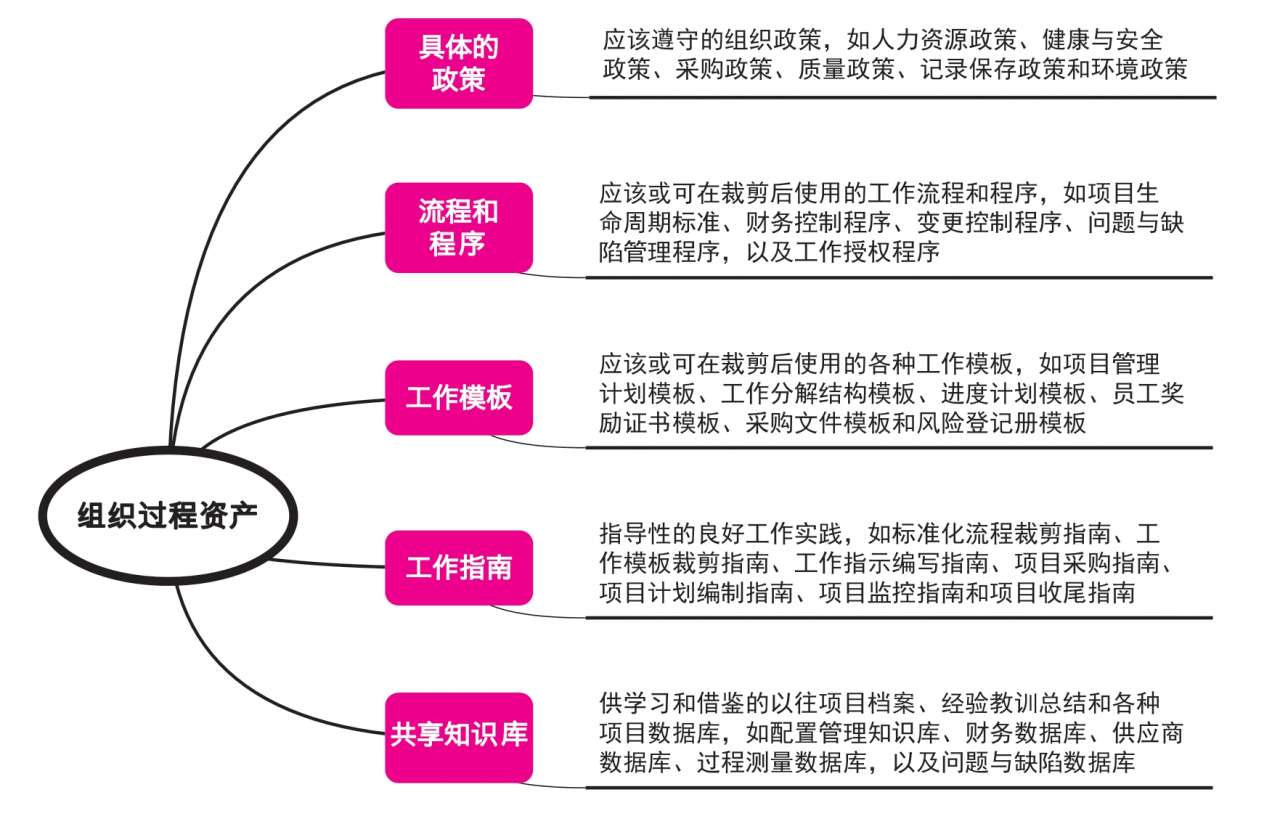 具体的
政策
应该遵守的组织政策，如人力资源政策、健康与安全
政策、采购政策、质量政策、记录保存政策和环境政策
流程和
程序
应该或可在裁剪后使用的工作流程和程序，如项目生
命周期标准、财务控制程序、变更控制程序、问题与缺
陷管理程序，以及工作授权程序
工作模板
应该或可在裁剪后使用的各种工作模板，如项目管理
计划模板、工作分解结构模板、进度计划模板、员工奖
励证书模板、采购文件模板和风险登记册模板
组织过程资产
工作指南
指导性的良好工作实践，如标准化流程裁剪指南、工
作模板裁剪指南、工作指示编写指南、项目采购指南、
项目计划编制指南、项目监控指南和项目收尾指南
共享知识库
供学习和借鉴的以往项目档案、经验教训总结和各种
项目数据库，如配置管理知识库、财务数据库、供应商
数据库、过程测量数据库，以及问题与缺陷数据库